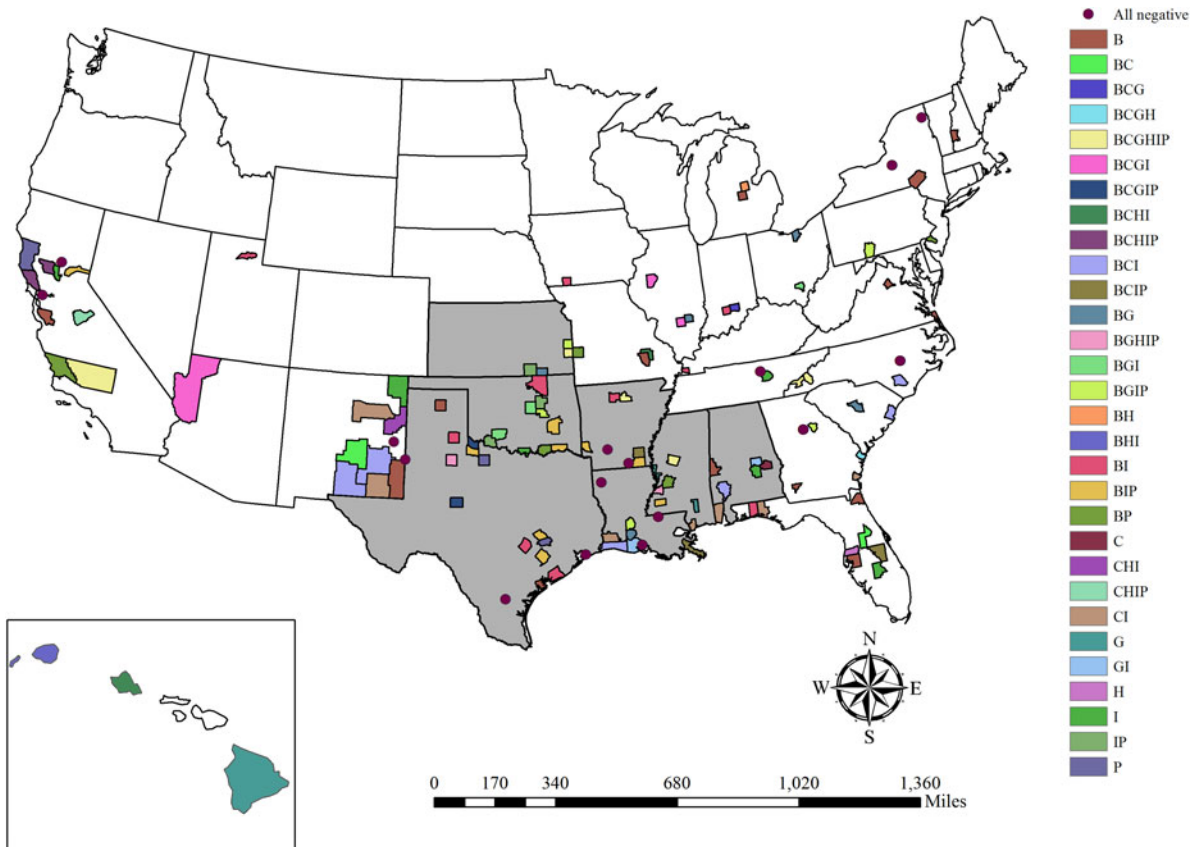 All negative
B
BC
BCG
BCGH
BCGHIP
BCGI
BCGIP
BCHI
BCHIP
BCI
BCIP
BG
BGHIP
BGI
BGIP
BH
BHI
BI
BIP
BP
C
CHI
CHIP
CI
G
GI
H
I
IP
P
N
W E
S
0 170 340 680 1,020 1,360
Miles